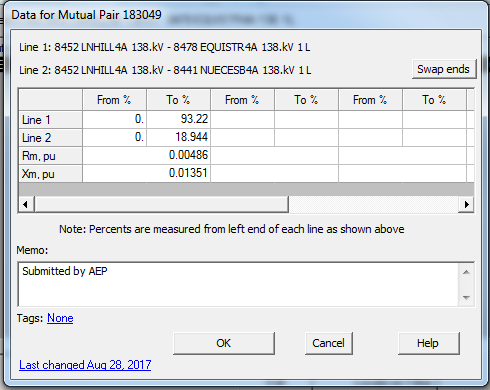 Data for Mutual Pair 183049
Line 1: 8452 LNHILL4A 138.kV - 8478 EQUISTR4A 138.kV 1 L
Line 2: 8452 LNHILL4A 138.kV - 8441 NUECESB4A 138.kV 1 L
Swap ends
From % To % From % To % From % To %
Line 1 0. 93.22
Line 2 0. 18.944
Rm, pu 0.00486
Xm, pu 0.01351
Note: Percents are measured from left end of each line as shown above
Memo:
Submitted by AEP
Tags: None
OK Cancel Help
Last changed Aug 28, 2017